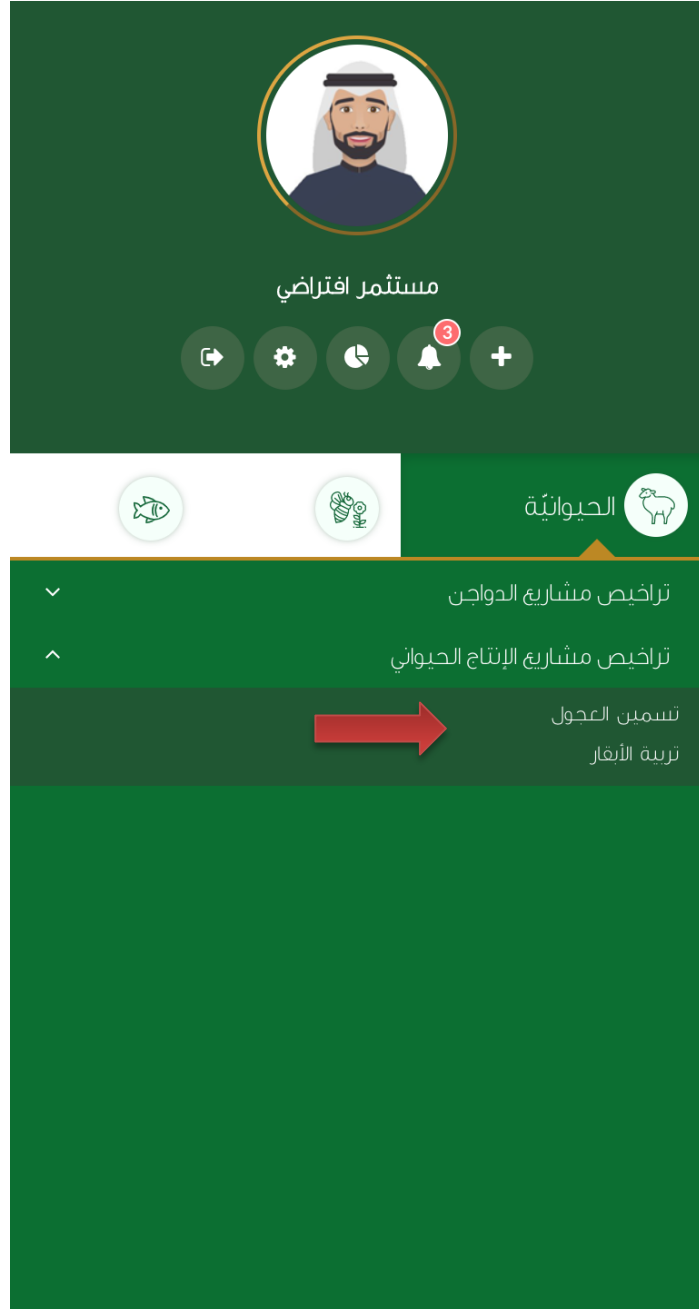 مستثمر افتراضي
3
الحيوانيّة
تراخيص مشاريع الدواجن
تراخيص مشاريع الإنتاج الحيواني
تسمين العجول
تربية الأبقار